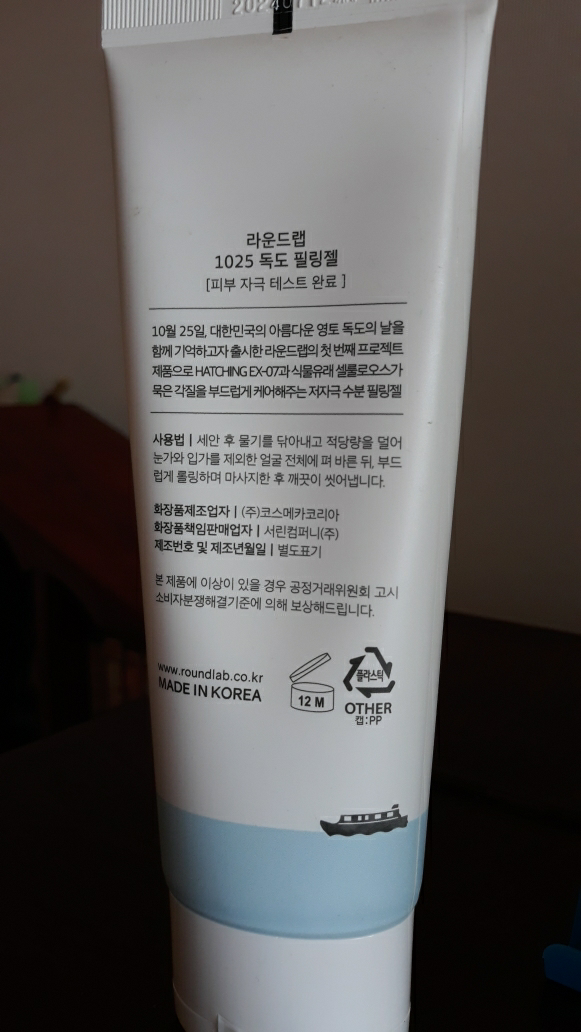 라운드랩
1025 독도 필링젤
[피부 자극 테스트 완료 ]
10월 25일, 대한민국의 아름다운 영토 독도의 날을
함께 기억하고자 출시한 라운드랩의 첫 번째 프로젝트
제품으로 HATCHING EX-07과 식물유래 셀룰로오스가
묵은 각질을 부드럽게 케어해주는 저자극 수분 필링젤
사용법 | 세안 후 물기를 닦아내고 적당량을 덜어
눈가와 입가를 제외한 얼굴 전체에 펴 바른 뒤, 부드
럽게 롤링하며 마사지한 후 깨끗이 씻어냅니다.
화장품제조업자 | (주)코스메카코리아
화장품책임판매업자 | 서린컴퍼니(주)
제조번호 및 제조년월일 | 별도표기
본 제품에 이상이 있을 경우 공정거래위원회 고시
소비자분쟁해결기준에 의해 보상해드립니다.
www.roundlab.co.kr
MADE IN KOREA
12 M
플라스틱
OTHER
캡:PP